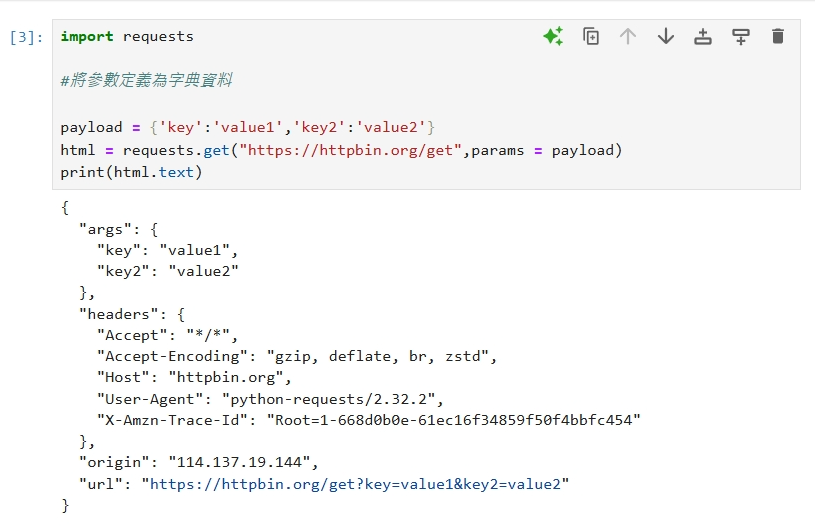 [3]: import requests
#將參數定義為字典資料
payload = {'key':'value1','key2':'value2'}
html = requests.get("https://httpbin.org/get",params = payload)
print(html.text)
{
  "args": {
    "key": "value1",
    "key2": "value2"
  },
  "headers": {
    "Accept": "*/*",
    "Accept-Encoding": "gzip, deflate, br, zstd",
    "Host": "httpbin.org",
    "User-Agent": "python-requests/2.32.2",
    "X-Amzn-Trace-Id": "Root=1-668d0b0e-61ec16f34859f50f4bbfc454"
  },
  "origin": "114.137.19.144",
  "url": "https://httpbin.org/get?key=value1&key2=value2"
}